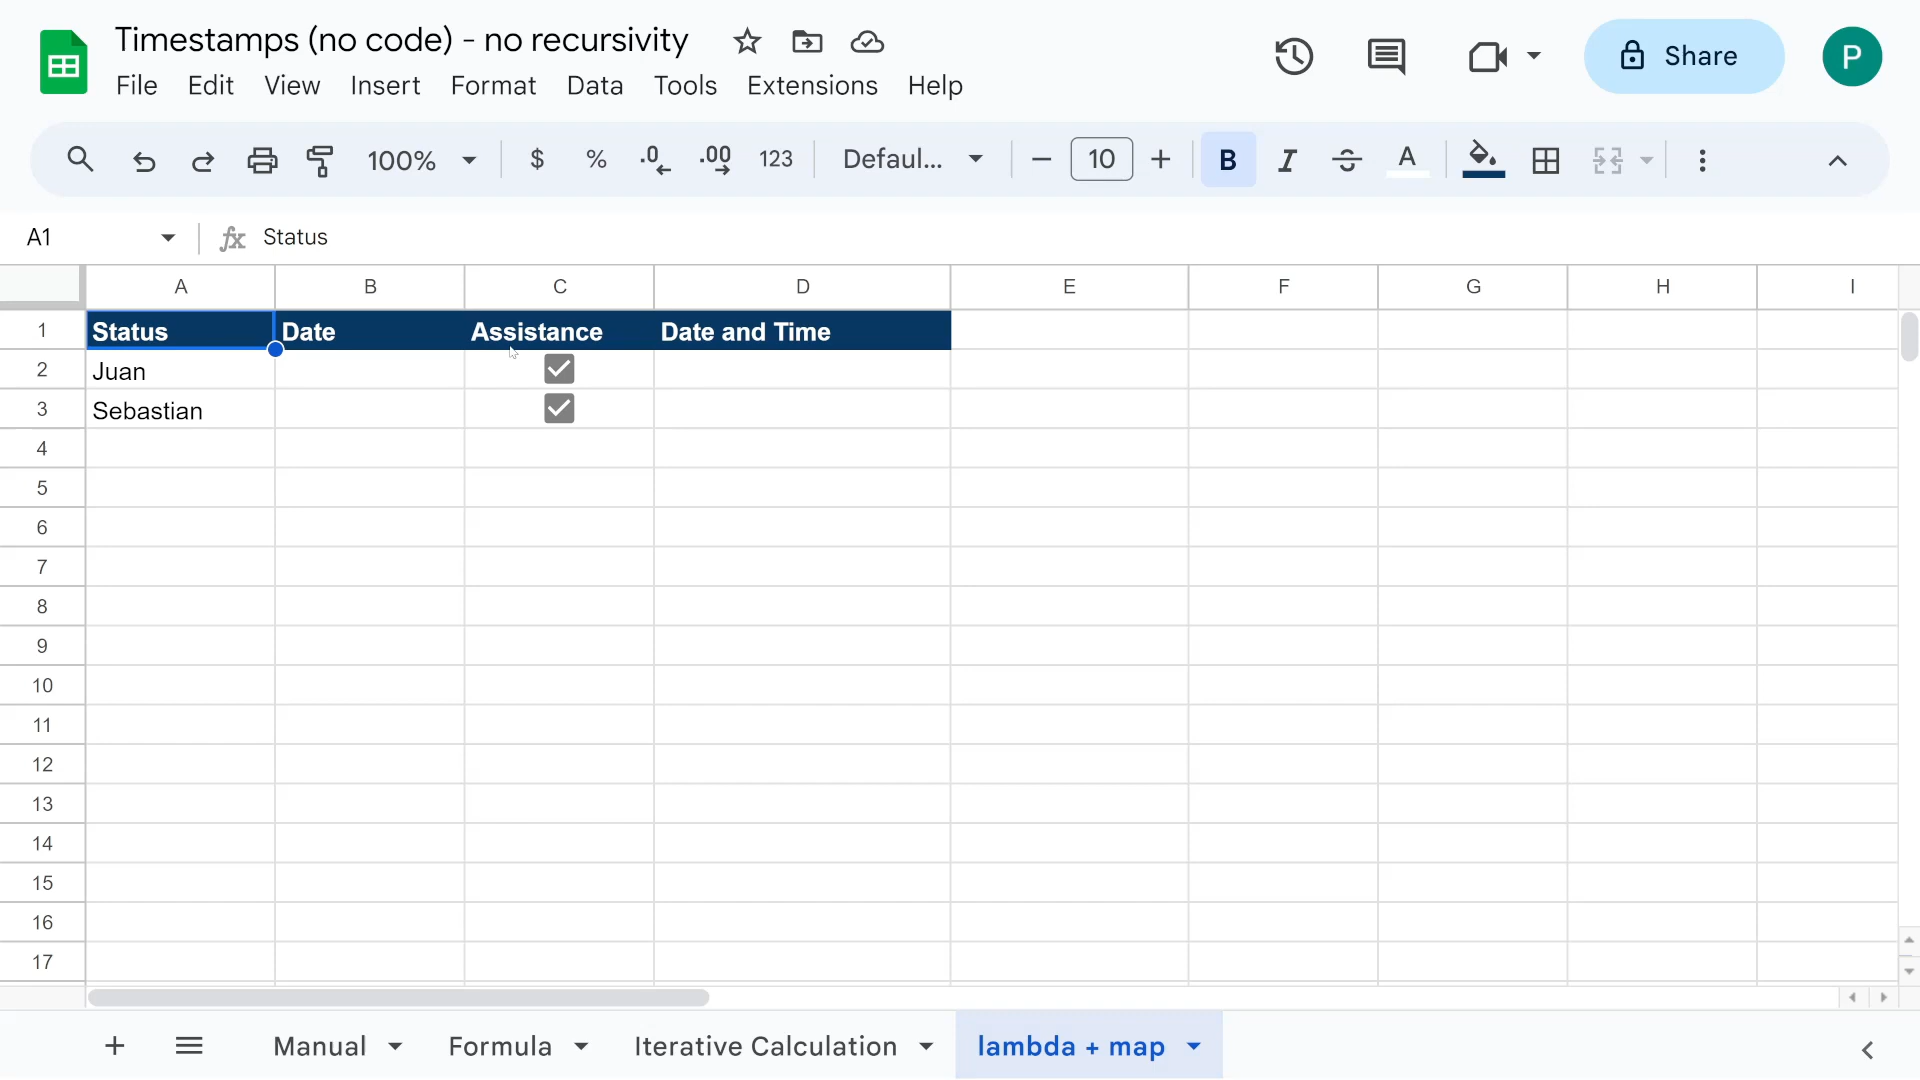 Timestamps (no code) - no recursivity
File Edit View Insert Format Data Tools Extensions Help
Share
P
100% $ % .0 .00 123 Defaul... 10 B I S A
A1 fx Status
A B C D E F G H I
1 Status Date Assistance Date and Time
2 Juan
3 Sebastian
4
5
6
7
8
9
10
11
12
13
14
15
16
17
Manual Formula Iterative Calculation lambda + map